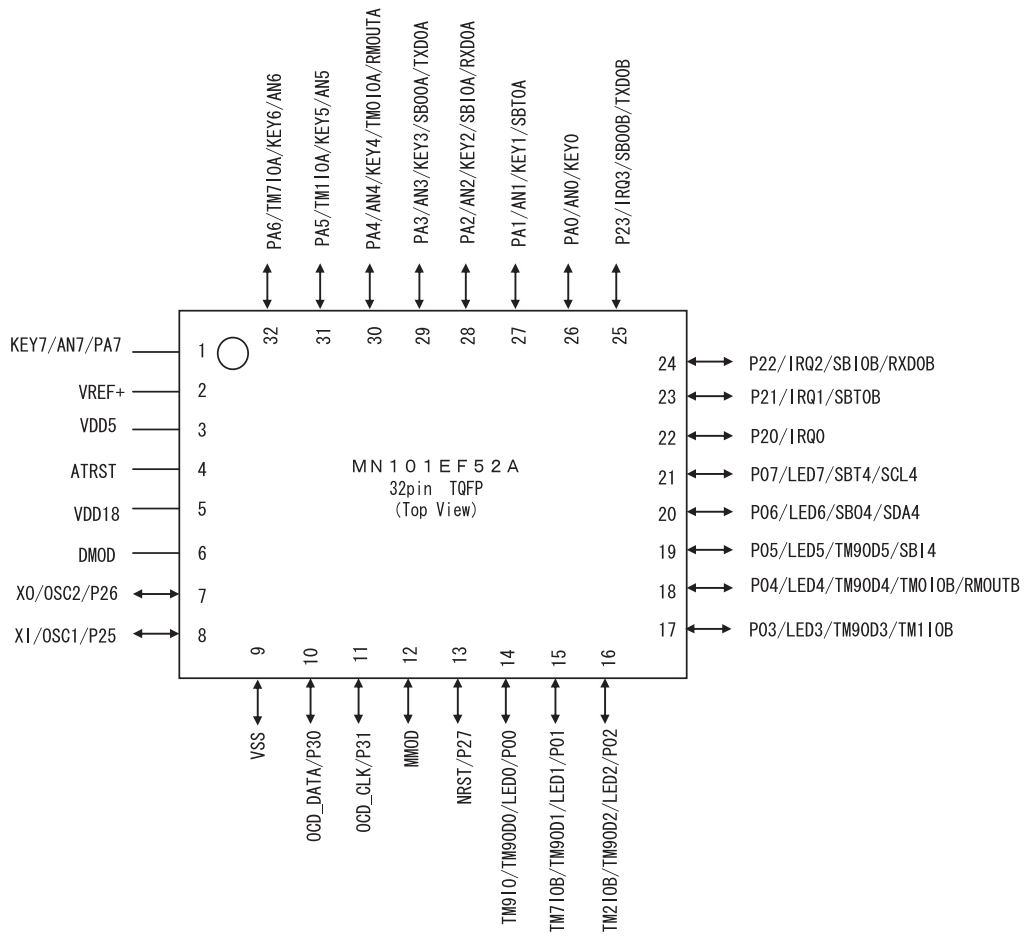 PA6/TM7IOA/KEY6/AN6
PA5/TM1IOA/KEY5/AN5
PA4/AN4/KEY4/TM0IOA/RMOUTA
PA3/AN3/KEY3/SBO0A/TXD0A
PA2/AN2/KEY2/SBI0A/RXD0A
PA1/AN1/KEY1/SBT0A
PA0/AN0/KEY0
P23/IRQ3/SBO0B/TXD0B
32
31
30
29
28
27
26
25
KEY7/AN7/PA7
1
VREF+
2
VDD5
3
ATRST
4
VDD18
5
DMOD
6
XO/OSC2/P26
7
XI/OSC1/P25
8
MN101EF52A
32pin TQFP
(Top View)
24
P22/IRQ2/SBI0B/RXD0B
23
P21/IRQ1/SBT0B
22
P20/IRQ0
21
P07/LED7/SBT4/SCL4
20
P06/LED6/SBO4/SDA4
19
P05/LED5/TM9OD5/SBI4
18
P04/LED4/TM9OD4/TM0IOB/RMOUTB
17
P03/LED3/TM9OD3/TM1IOB
9
10
11
12
13
14
15
16
VSS
OCD_DATA/P30
OCD_CLK/P31
MMOD
NRST/P27
TM9IO/TM9OD0/LED0/P00
TM7IOB/TM9OD1/LED1/P01
TM2IOB/TM9OD2/LED2/P02